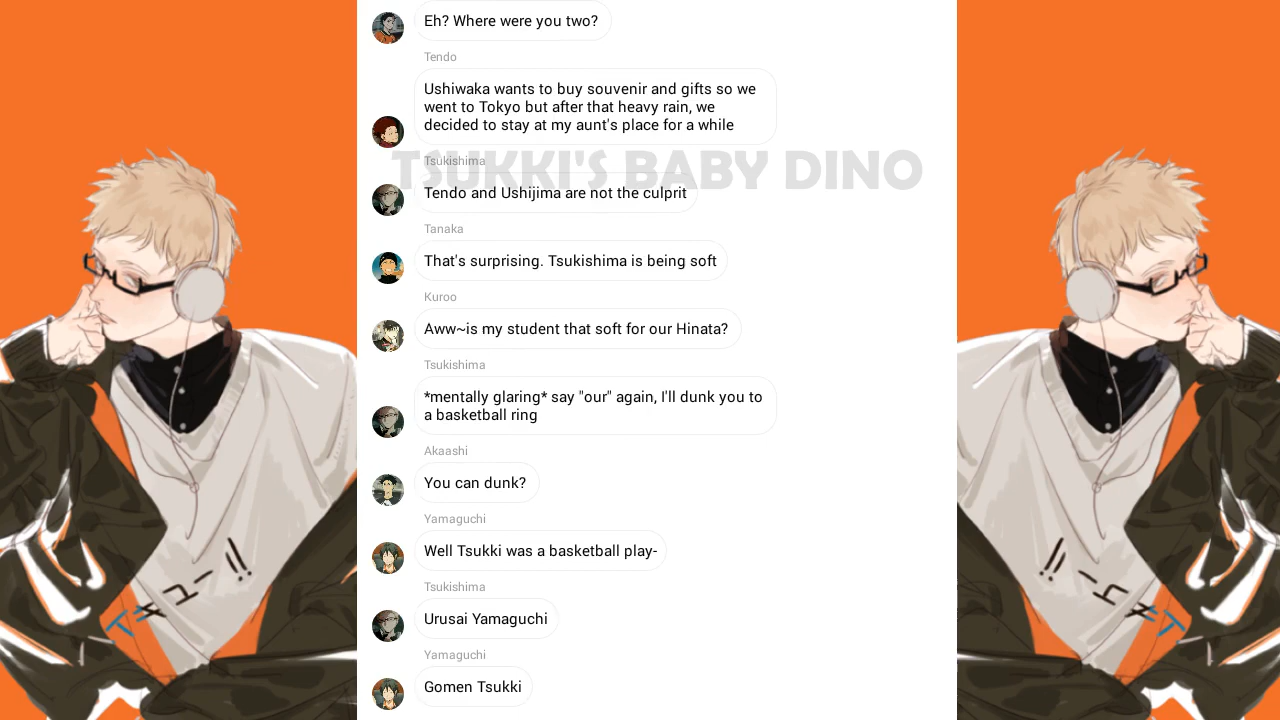 Eh? Where were you two?
Tendo
Ushiwaka wants to buy souvenir and gifts so we
went to Tokyo but after that heavy rain, we
decided to stay at my aunt's place for a while
TSUKKI'S BABY DINO
Tsukishima
Tendo and Ushijima are not the culprit
Tanaka
That's surprising. Tsukishima is being soft
Kuroo
Aww~is my student that soft for our Hinata?
Tsukishima
*mentally glaring* say "our" again, I'll dunk you to
a basketball ring
Akaashi
You can dunk?
Yamaguchi
Well Tsukki was a basketball play-
Tsukishima
Urusai Yamaguchi
Yamaguchi
Gomen Tsukki